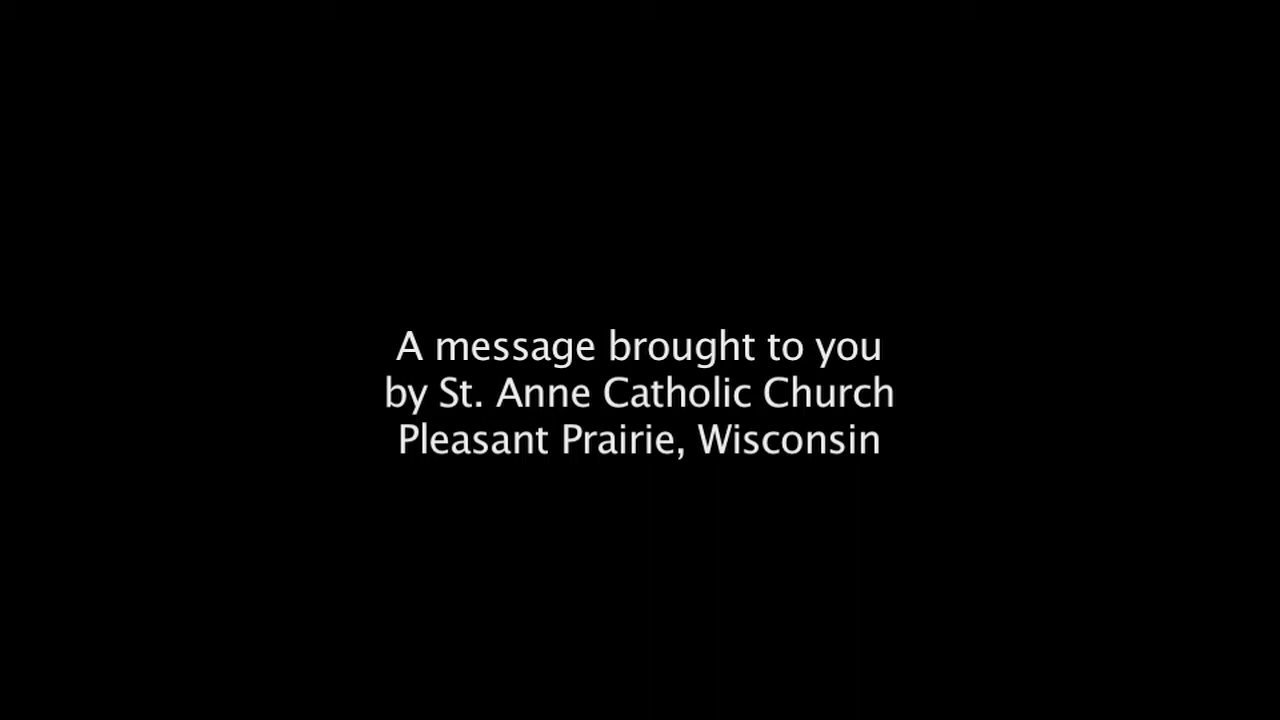 A message brought to you
by St. Anne Catholic Church
Pleasant Prairie, Wisconsin